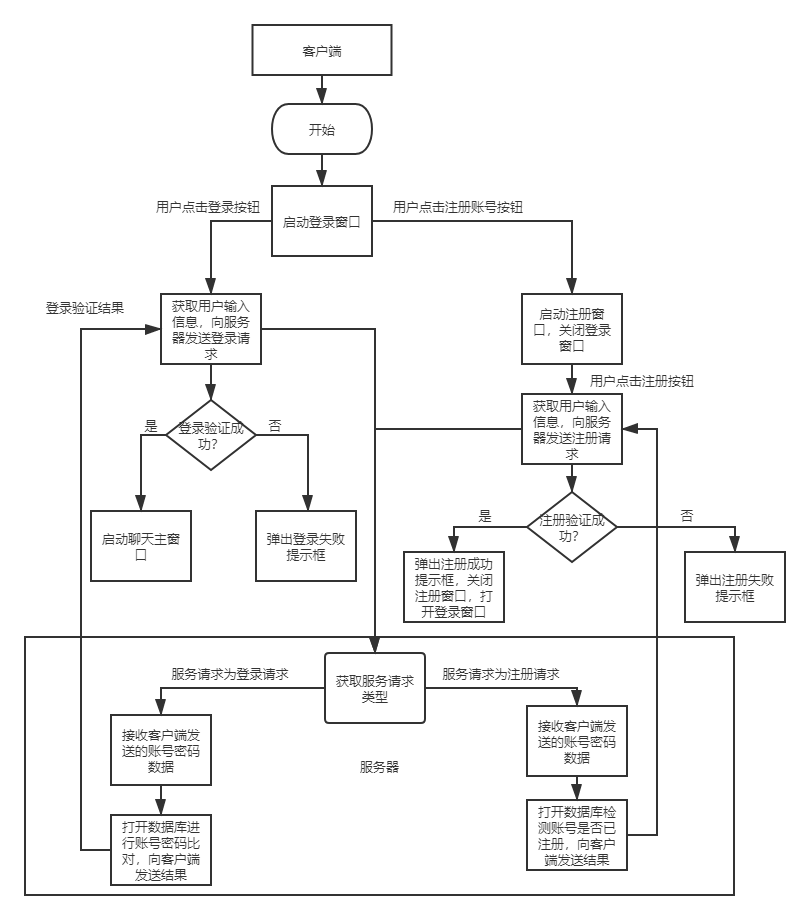 客户端
开始
用户点击登录按钮
启动登录窗口
用户点击注册账号按钮
登录验证结果
获取用户输入
信息，向服务
器发送登录请
求
启动注册窗
口，关闭登录
窗口
用户点击注册按钮
获取用户输入
信息，向服务
器发送注册请
求
是
登录验证成
功？
否
是
注册验证成
功？
否
启动聊天主窗
口
弹出登录失败
提示框
弹出注册成功
提示框，关闭
注册窗口，打
开登录窗口
弹出注册失败
提示框
服务请求为登录请求
获取服务请求
类型
服务请求为注册请求
接收客户端发
送的账号密码
数据
服务器
接收客户端发
送的账号密码
数据
打开数据库进
行账号密码比
对，向客户端
发送结果
打开数据库检
测账号是否已
注册，向客户
端发送结果